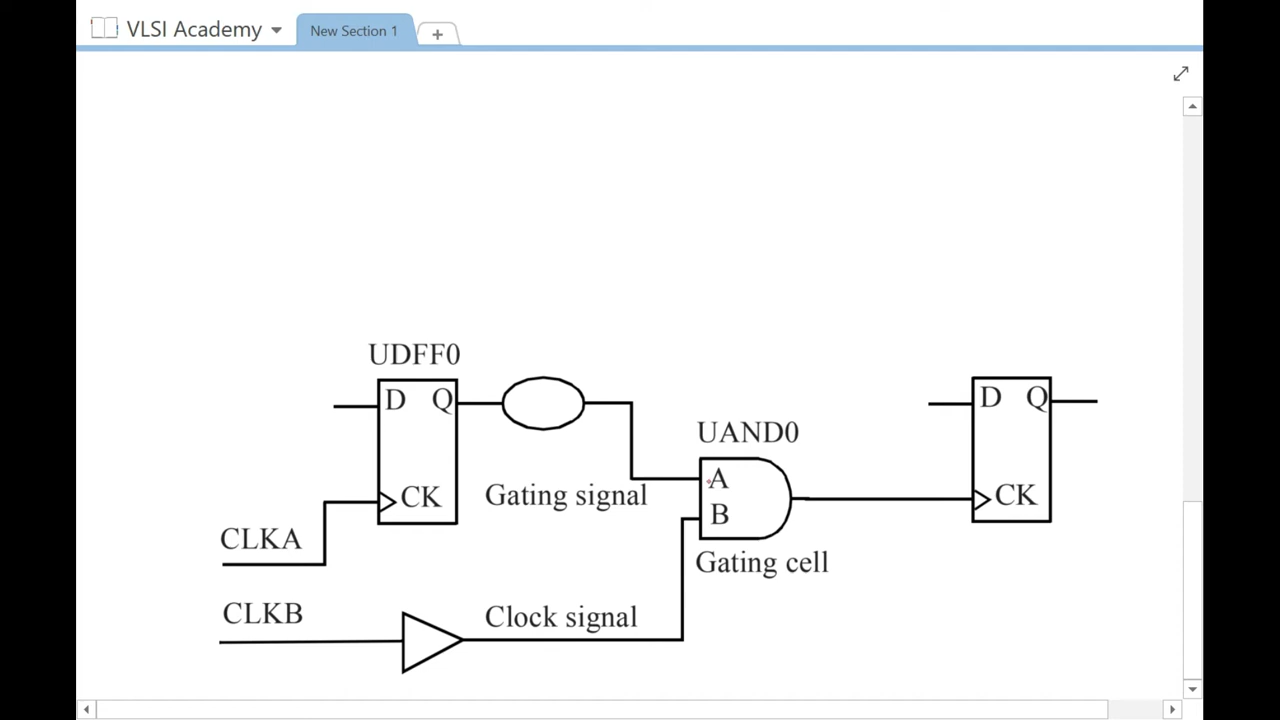 VLSI Academy
New Section 1
+
UDFF0
D Q
D Q
UAND0
A
Gating signal
CK
CK
B
CLKA
Gating cell
CLKB
Clock signal